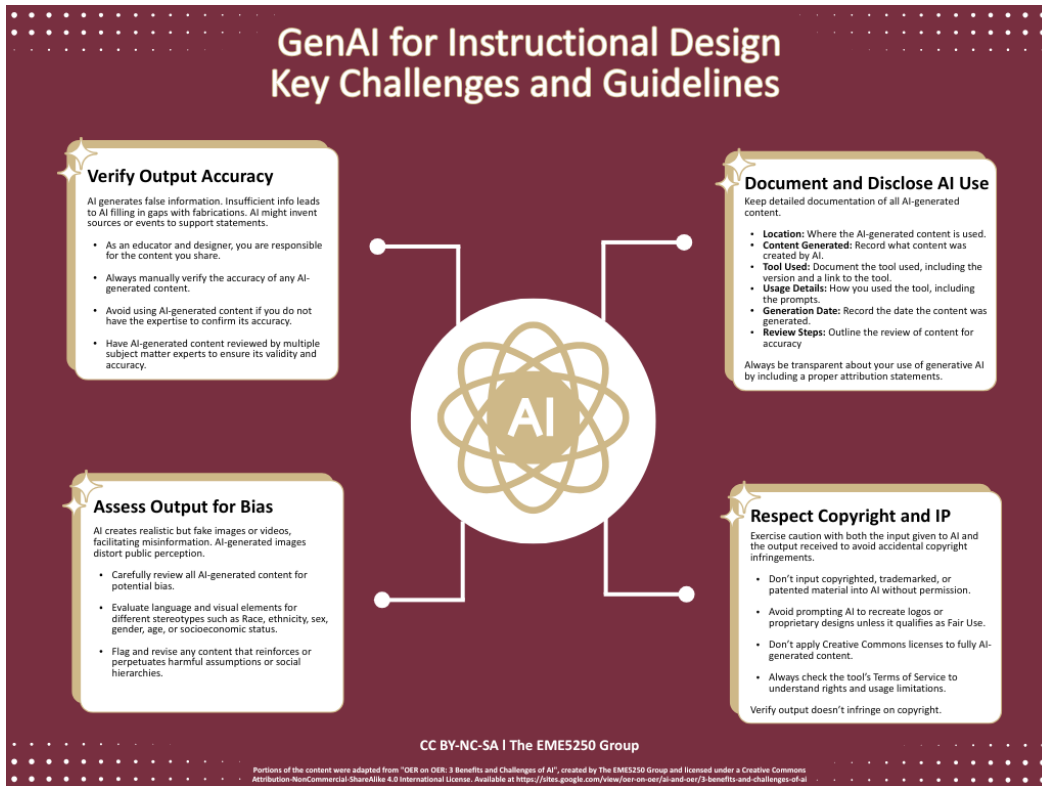 GenAI for Instructional Design
Key Challenges and Guidelines
Verify Output Accuracy
AI generates false information. Insufficient info leads
to AI filling in gaps with fabrications. AI might invent
sources or events to support statements.
• As an educator and designer, you are responsible
for the content you share.
• Always manually verify the accuracy of any AI-
generated content.
• Avoid using AI-generated content if you do not
have the expertise to confirm its accuracy.
• Have AI-generated content reviewed by multiple
subject matter experts to ensure its validity and
accuracy.
Document and Disclose AI Use
Keep detailed documentation of all AI-generated
content.
• Location: Where the AI-generated content is used.
• Content Generated: Record what content was
created by AI.
• Tool Used: Document the tool used, including the
version and a link to the tool.
• Usage Details: How you used the tool, including
the prompts.
• Generation Date: Record the date the content was
generated.
• Review Steps: Outline the review of content for
accuracy
Always be transparent about your use of generative AI
by including a proper attribution statements.
AI
Assess Output for Bias
AI creates realistic but fake images or videos,
facilitating misinformation. AI-generated images
distort public perception.
• Carefully review all AI-generated content for
potential bias.
• Evaluate language and visual elements for
different stereotypes such as Race, ethnicity, sex,
gender, age, or socioeconomic status.
• Flag and revise any content that reinforces or
perpetuates harmful assumptions or social
hierarchies.
Respect Copyright and IP
Exercise caution with both the input given to AI and
the output received to avoid accidental copyright
infringements.
• Don't input copyrighted, trademarked, or
patented material into AI without permission.
• Avoid prompting AI to recreate logos or
proprietary designs unless it qualifies as Fair Use.
• Don't apply Creative Commons licenses to fully AI-
generated content.
• Always check the tool's Terms of Service to
understand rights and usage limitations.
Verify output doesn't infringe on copyright.
CC BY-NC-SA l The EME5250 Group
Portions of the content were adapted from "OER on OER: 3 Benefits and Challenges of AI", created by The EME5250 Group and licensed under a Creative Commons
Attribution-NonCommercial-ShareAlike 4.0 International License. Available at https://sites.google.com/view/oer-on-oer/ai-and-oer/3-benefits-and-challenges-of-ai